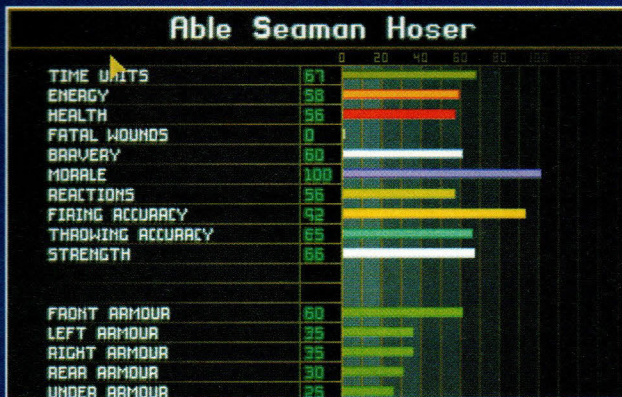 Able Seaman Hoser
0 20 40 60 80 100
TIME UNITS 67
ENERGY 58
HEALTH 56
FATAL WOUNDS 0
BRAVERY 60
MORALE 100
REACTIONS 56
FIRING ACCURACY 92
THROWING ACCURACY 65
STRENGTH 66
FRONT ARMOUR 60
LEFT ARMOUR 35
RIGHT ARMOUR 35
REAR ARMOUR 30
UNDER ARMOUR 25